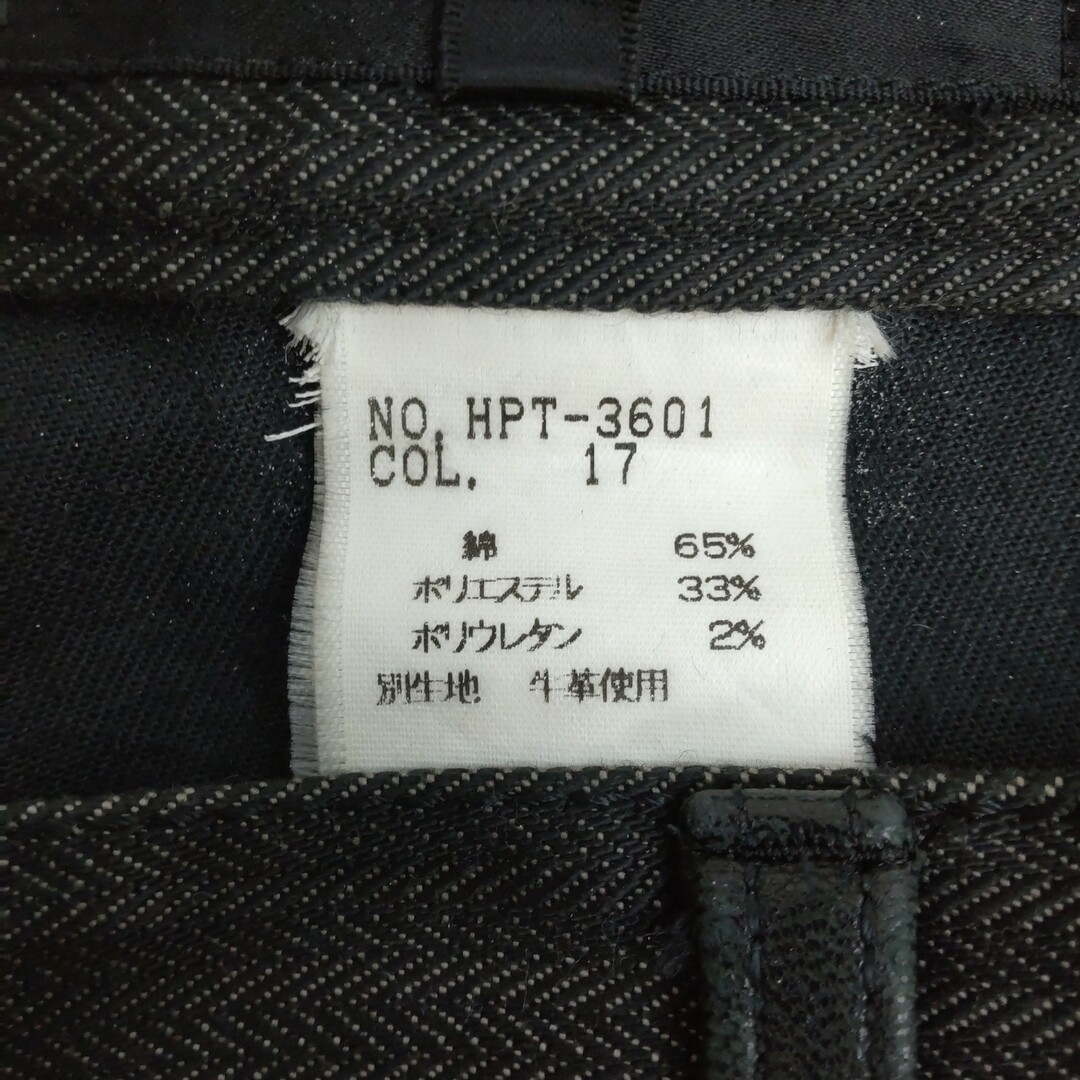 NO. HPT-3601
COL. 17
綿 65%
ポリエステル 33%
ポリウレタン 2%
別生地 牛革使用